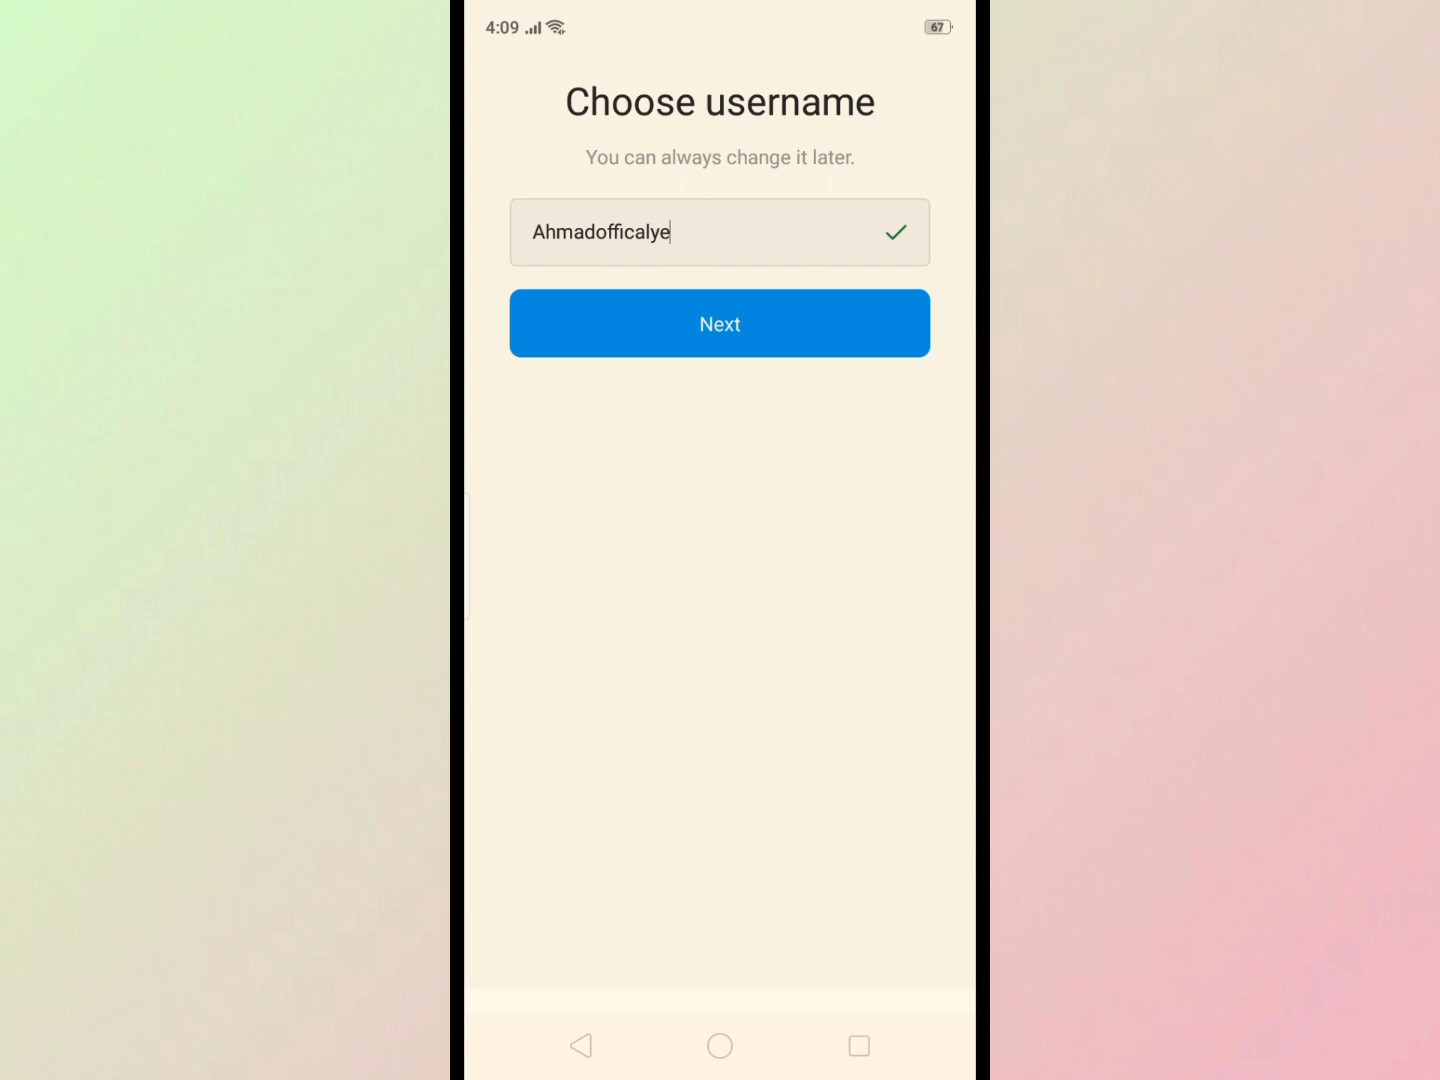 4:09
67
Choose username
You can always change it later.
Ahmadofficalye
Next